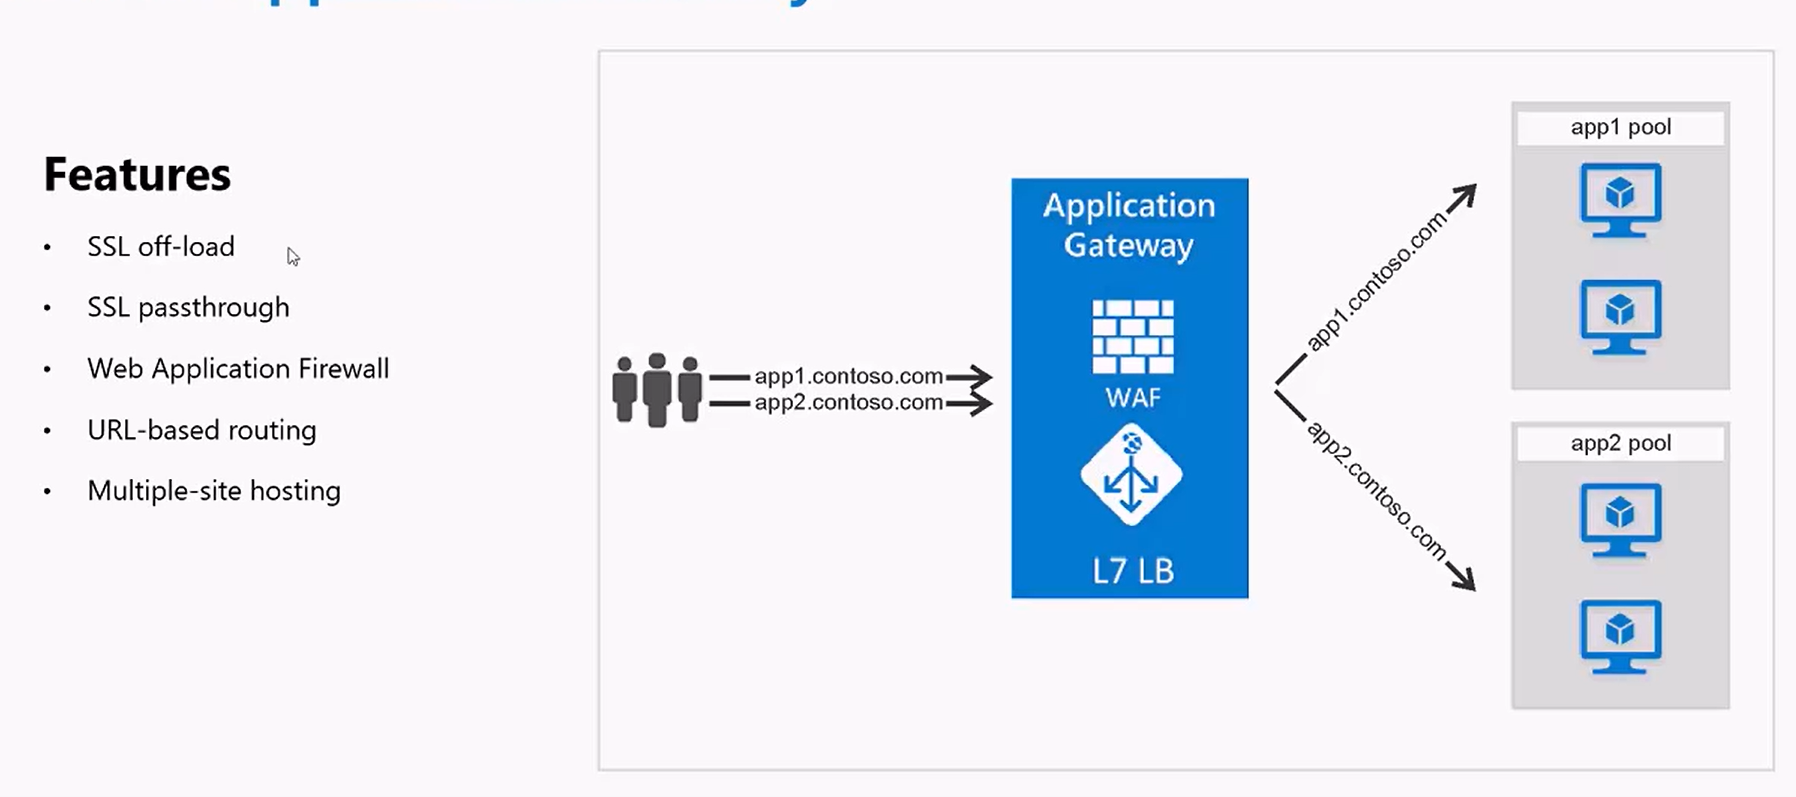 Features
• SSL off-load
• SSL passthrough
• Web Application Firewall
• URL-based routing
• Multiple-site hosting
app1.contoso.com
app2.contoso.com
Application
Gateway
WAF
L7 LB
app1.contoso.com
app2.contoso.com
app1 pool
app2 pool